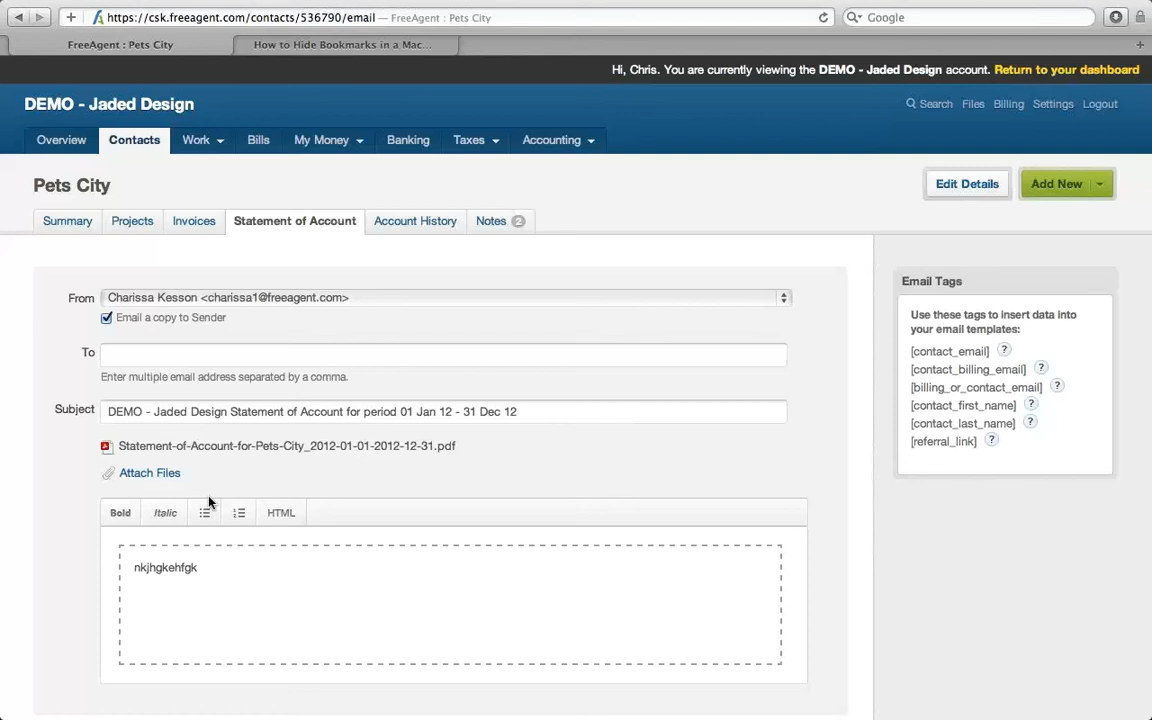 https://csk.freeagent.com/contacts/536790/email — FreeAgent : Pets City
Google
FreeAgent : Pets City
How to Hide Bookmarks in a Mac...
Hi, Chris. You are currently viewing the DEMO - Jaded Design account. Return to your dashboard
DEMO - Jaded Design
Search Files Billing Settings Logout
Overview Contacts Work Bills My Money Banking Taxes Accounting
Pets City
Edit Details
Add New
Summary Projects Invoices Statement of Account Account History Notes 2
From Charissa Kesson <charissa1@freeagent.com>
Email a copy to Sender
To
Enter multiple email address separated by a comma.
Subject DEMO - Jaded Design Statement of Account for period 01 Jan 12 - 31 Dec 12
Statement-of-Account-for-Pets-City_2012-01-01-2012-12-31.pdf
Attach Files
Bold Italic HTML
nkjhgkehfgk
Email Tags
Use these tags to insert data into
your email templates:
[contact_email] ?
[contact_billing_email] ?
[billing_or_contact_email] ?
[contact_first_name] ?
[contact_last_name] ?
[referral_link] ?